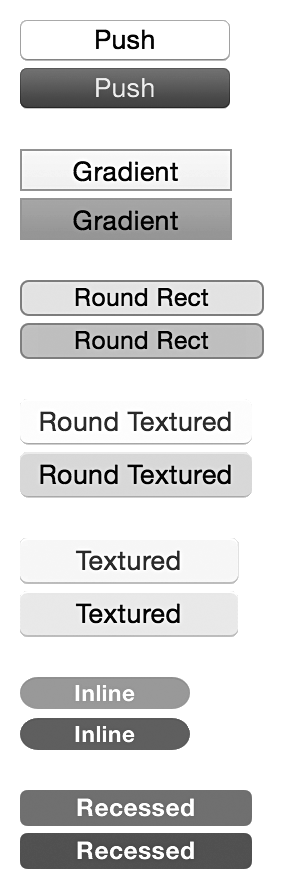 Push
Push
Gradient
Gradient
Round Rect
Round Rect
Round Textured
Round Textured
Textured
Textured
Inline
Inline
Recessed
Recessed